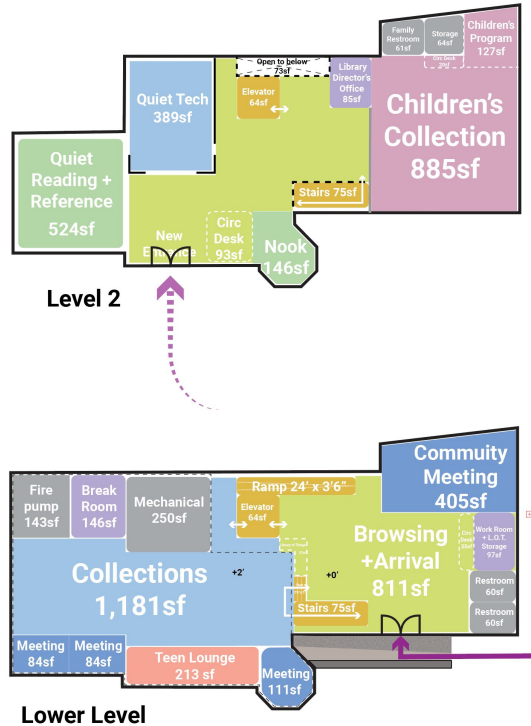 Family
Restroom
61sf
Storage
64sf
Children's
Program
127sf
Circ Desk
Open to below
73sf
Library
Director's
Office
85sf
Elevator
64sf
Quiet Tech
389sf
Children's
Collection
885sf
Quiet
Reading +
Reference
524sf
Stairs 75sf
New
Entrance
Circ
Desk
93sf
Nook
146sf
Level 2
Commuity
Meeting
405sf
Fire
pump
143sf
Break
Room
146sf
Mechanical
250sf
Ramp 24' x 3'6"
Elevator
64sf
Browsing
+Arrival
811sf
Work Room
+ L.O.T.
Storage
97sf
Collections
1,181sf
+2'
+0'
Restroom
60sf
Restroom
60sf
Stairs 75sf
Meeting
84sf
Meeting
84sf
Teen Lounge
213 sf
Meeting
111sf
Lower Level